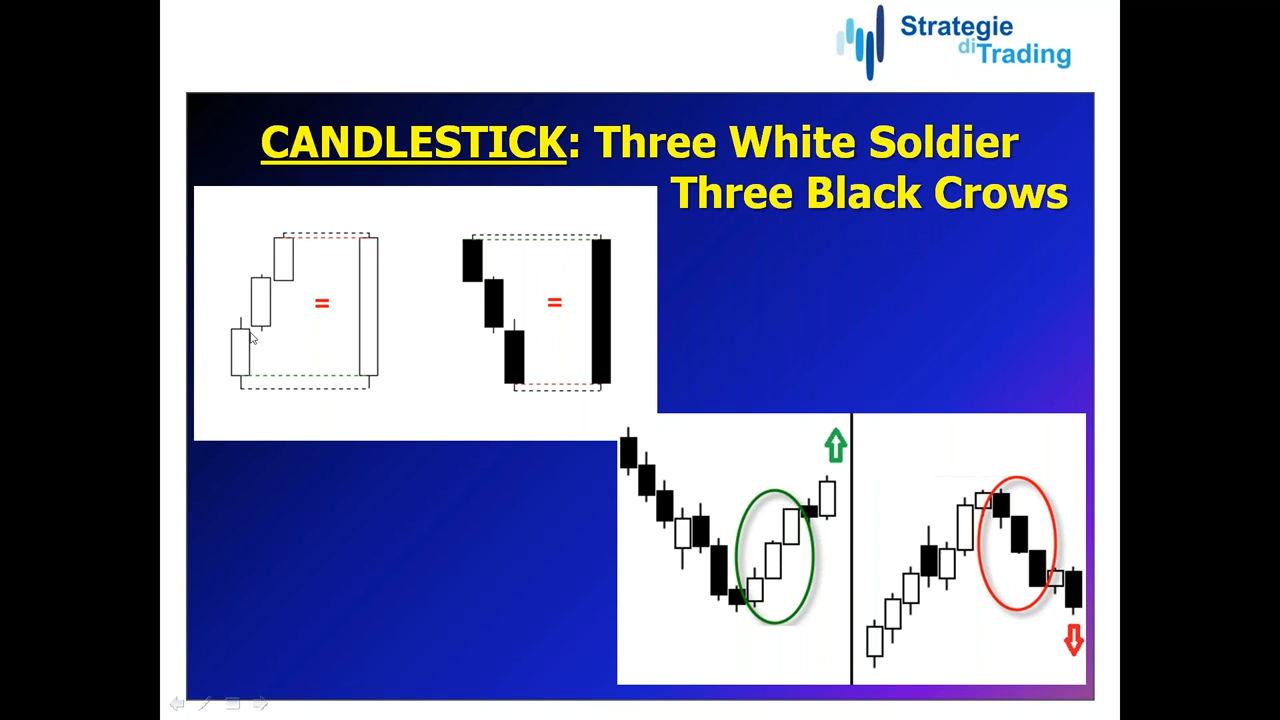 Strategie
di Trading
CANDLESTICK: Three White Soldier
Three Black Crows
= =